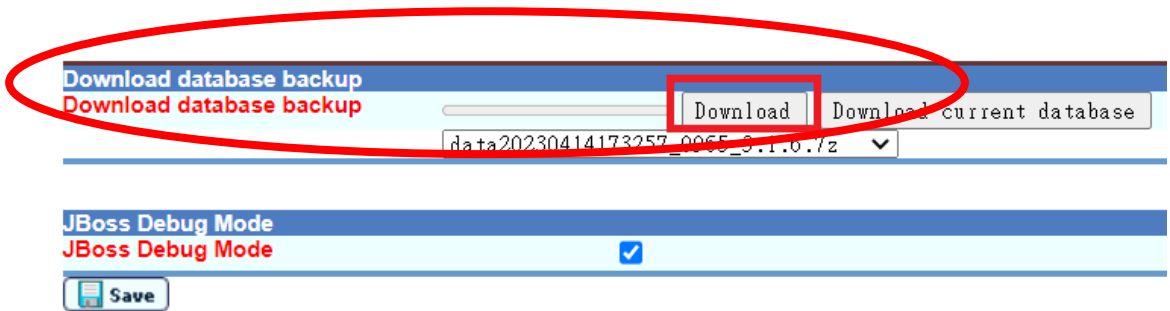 Download database backup
Download database backup Download Download current database
JBoss Debug Mode
JBoss Debug Mode
Save